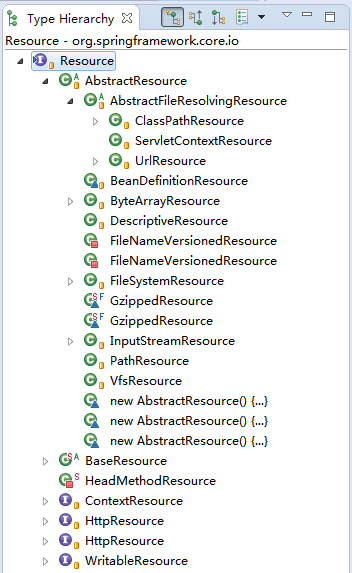 Type Hierarchy
Resource - org.springframework.core.io
Resource
AbstractResource
AbstractFileResolvingResource
ClassPathResource
ServletContextResource
UrlResource
BeanDefinitionResource
ByteArrayResource
DescriptiveResource
FileNameVersionedResource
FileNameVersionedResource
FileSystemResource
GzippedResource
GzippedResource
InputStreamResource
PathResource
VfsResource
new AbstractResource() {...}
new AbstractResource() {...}
new AbstractResource() {...}
BaseResource
HeadMethodResource
ContextResource
HttpResource
HttpResource
WritableResource